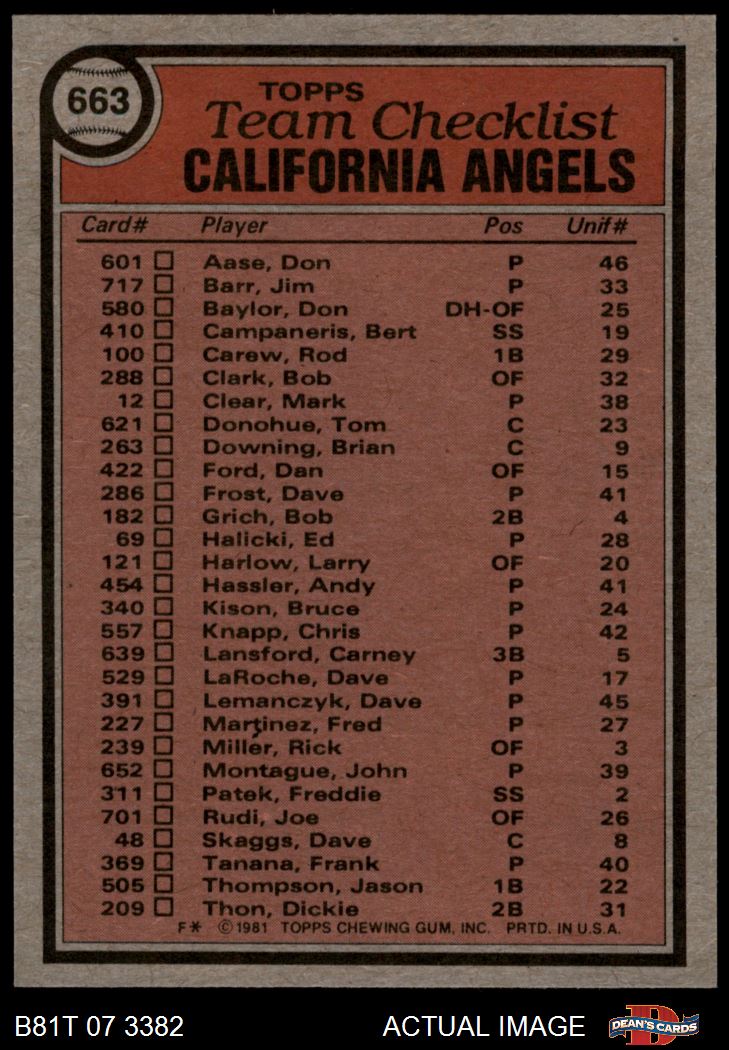 663
TOPPS
Team Checklist
CALIFORNIA ANGELS
Card# Player Pos Unif#
601 Aase, Don P 46
717 Barr, Jim P 33
580 Baylor, Don DH-OF 25
410 Campaneris, Bert SS 19
100 Carew, Rod 1B 29
288 Clark, Bob OF 32
12 Clear, Mark P 38
621 Donohue, Tom C 23
263 Downing, Brian C 9
422 Ford, Dan OF 15
286 Frost, Dave P 41
182 Grich, Bob 2B 4
69 Halicki, Ed P 28
121 Harlow, Larry OF 20
454 Hassler, Andy P 41
340 Kison, Bruce P 24
557 Knapp, Chris P 42
639 Lansford, Carney 3B 5
529 LaRoche, Dave P 17
391 Lemanczyk, Dave P 45
227 Martinez, Fred P 27
239 Miller, Rick OF 3
652 Montague, John P 39
311 Patek, Freddie SS 2
701 Rudi, Joe OF 26
48 Skaggs, Dave C 8
369 Tanana, Frank P 40
505 Thompson, Jason 1B 22
209 Thon, Dickie 2B 31
F* ©1981 TOPPS CHEWING GUM, INC. PRTD. IN U.S.A.
B81T 07 3382 ACTUAL IMAGE DEAN'S CARDS